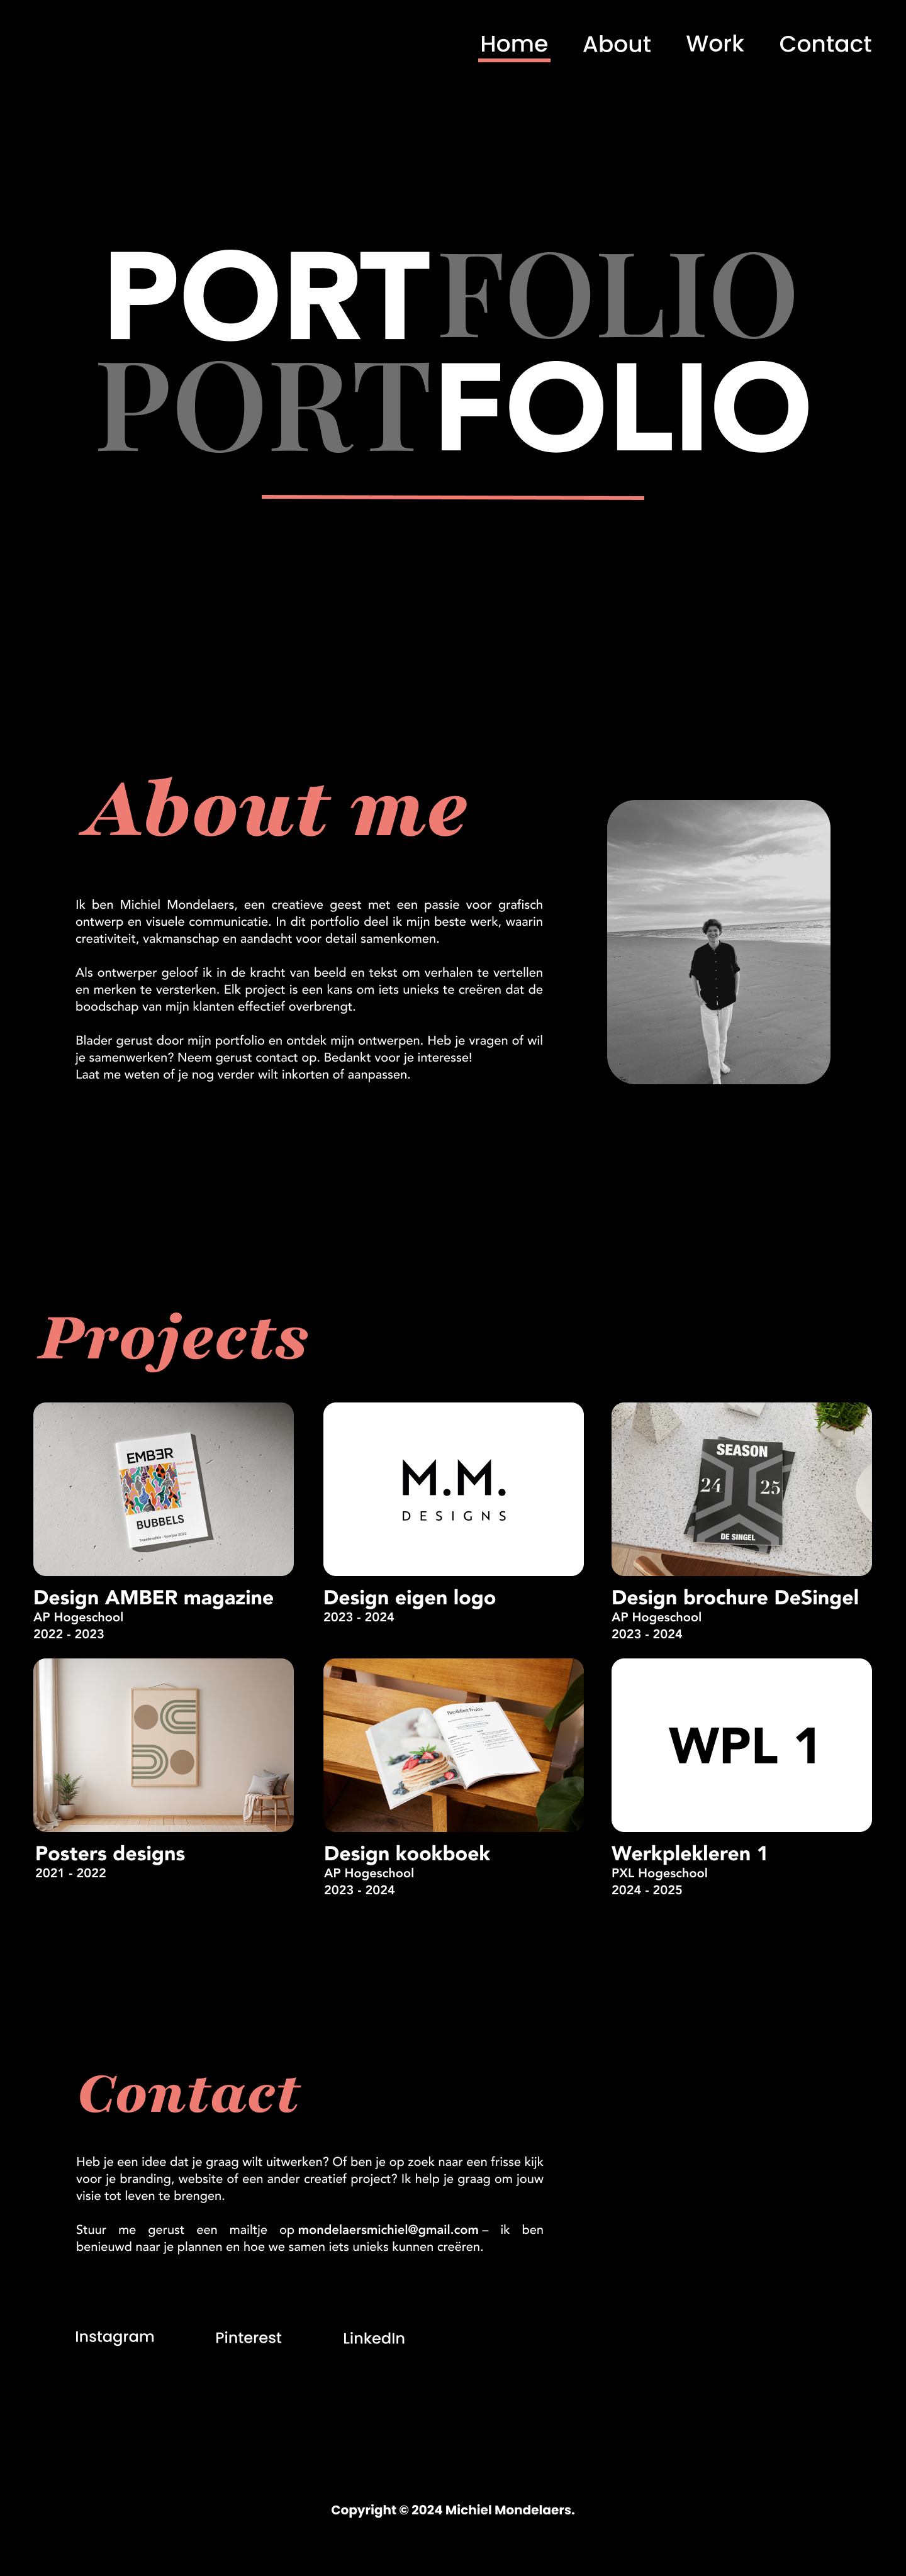 Home About Work Contact
PORTFOLIO
PORTFOLIO
About me
Ik ben Michiel Mondelaers, een creatieve geest met een passie voor grafisch
ontwerp en visuele communicatie. In dit portfolio deel ik mijn beste werk, waarin
creativiteit, vakmanschap en aandacht voor detail samenkomen.
Als ontwerper geloof ik in de kracht van beeld en tekst om verhalen te vertellen
en merken te versterken. Elk project is een kans om iets unieks te creëren dat de
boodschap van mijn klanten effectief overbrengt.
Blader gerust door mijn portfolio en ontdek mijn ontwerpen. Heb je vragen of wil
je samenwerken? Neem gerust contact op. Bedankt voor je interesse!
Laat me weten of je nog verder wilt inkorten of aanpassen.
Projects
EMBƎR
BUBBELS
M.M.
DESIGNS
SEASON
24 25
DE SINGEL
Design AMBER magazine
AP Hogeschool
2022 - 2023
Design eigen logo
2023 - 2024
Design brochure DeSingel
AP Hogeschool
2023 - 2024
Breakfast Fruits
WPL 1
Posters designs
2021 - 2022
Design kookboek
AP Hogeschool
2023 - 2024
Werkplekleren 1
PXL Hogeschool
2024 - 2025
Contact
Heb je een idee dat je graag wilt uitwerken? Of ben je op zoek naar een frisse kijk
voor je branding, website of een ander creatief project? Ik help je graag om jouw
visie tot leven te brengen.
Stuur me gerust een mailtje op mondelaersmichiel@gmail.com – ik ben
benieuwd naar je plannen en hoe we samen iets unieks kunnen creëren.
Instagram Pinterest LinkedIn
Copyright © 2024 Michiel Mondelaers.